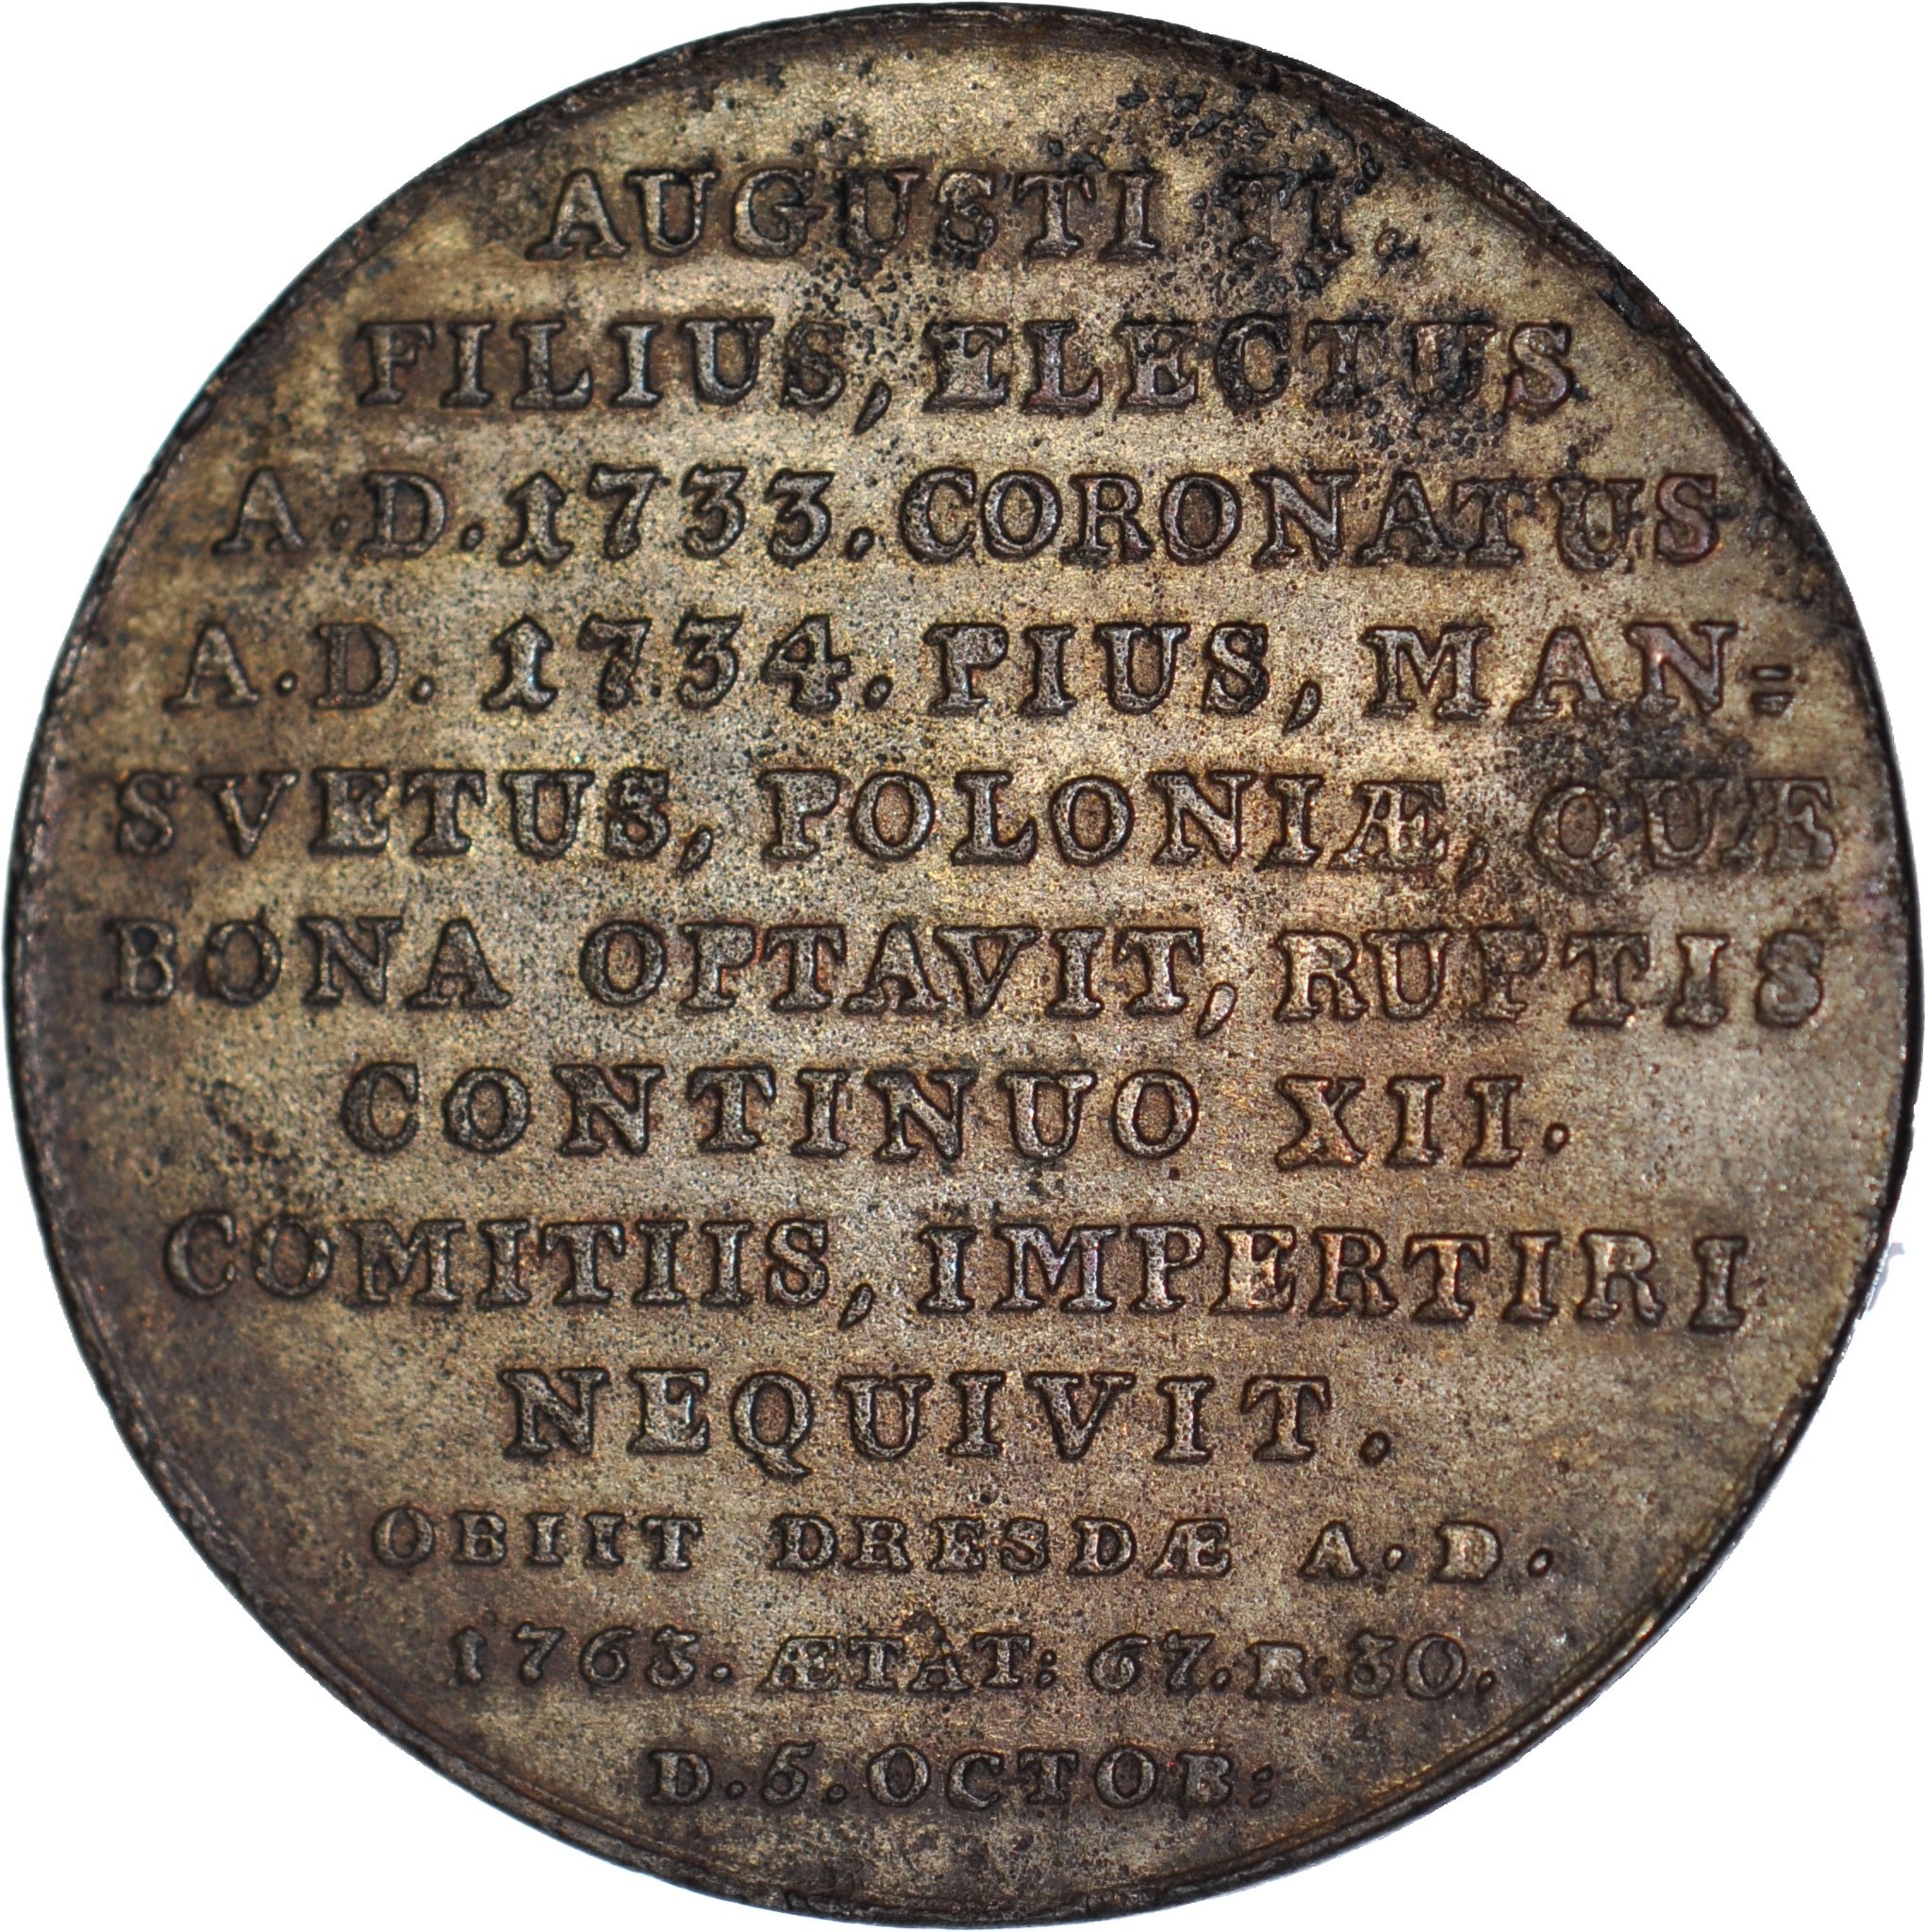 AUGUSTI II.
FILIUS, ELECTUS
A.D.1733.CORONATUS
A.D. 1734. PIUS, MAN=
SVETUS, POLONIÆ, QUÆ
BONA OPTAVIT, RUPTIS
CONTINUO XII.
COMITIIS, IMPERTIRI
NEQUIVIT.
OBIIT DRESDÆ A.D.
1763. ÆTAT: 67. R:30.
D.5.OCTOB: